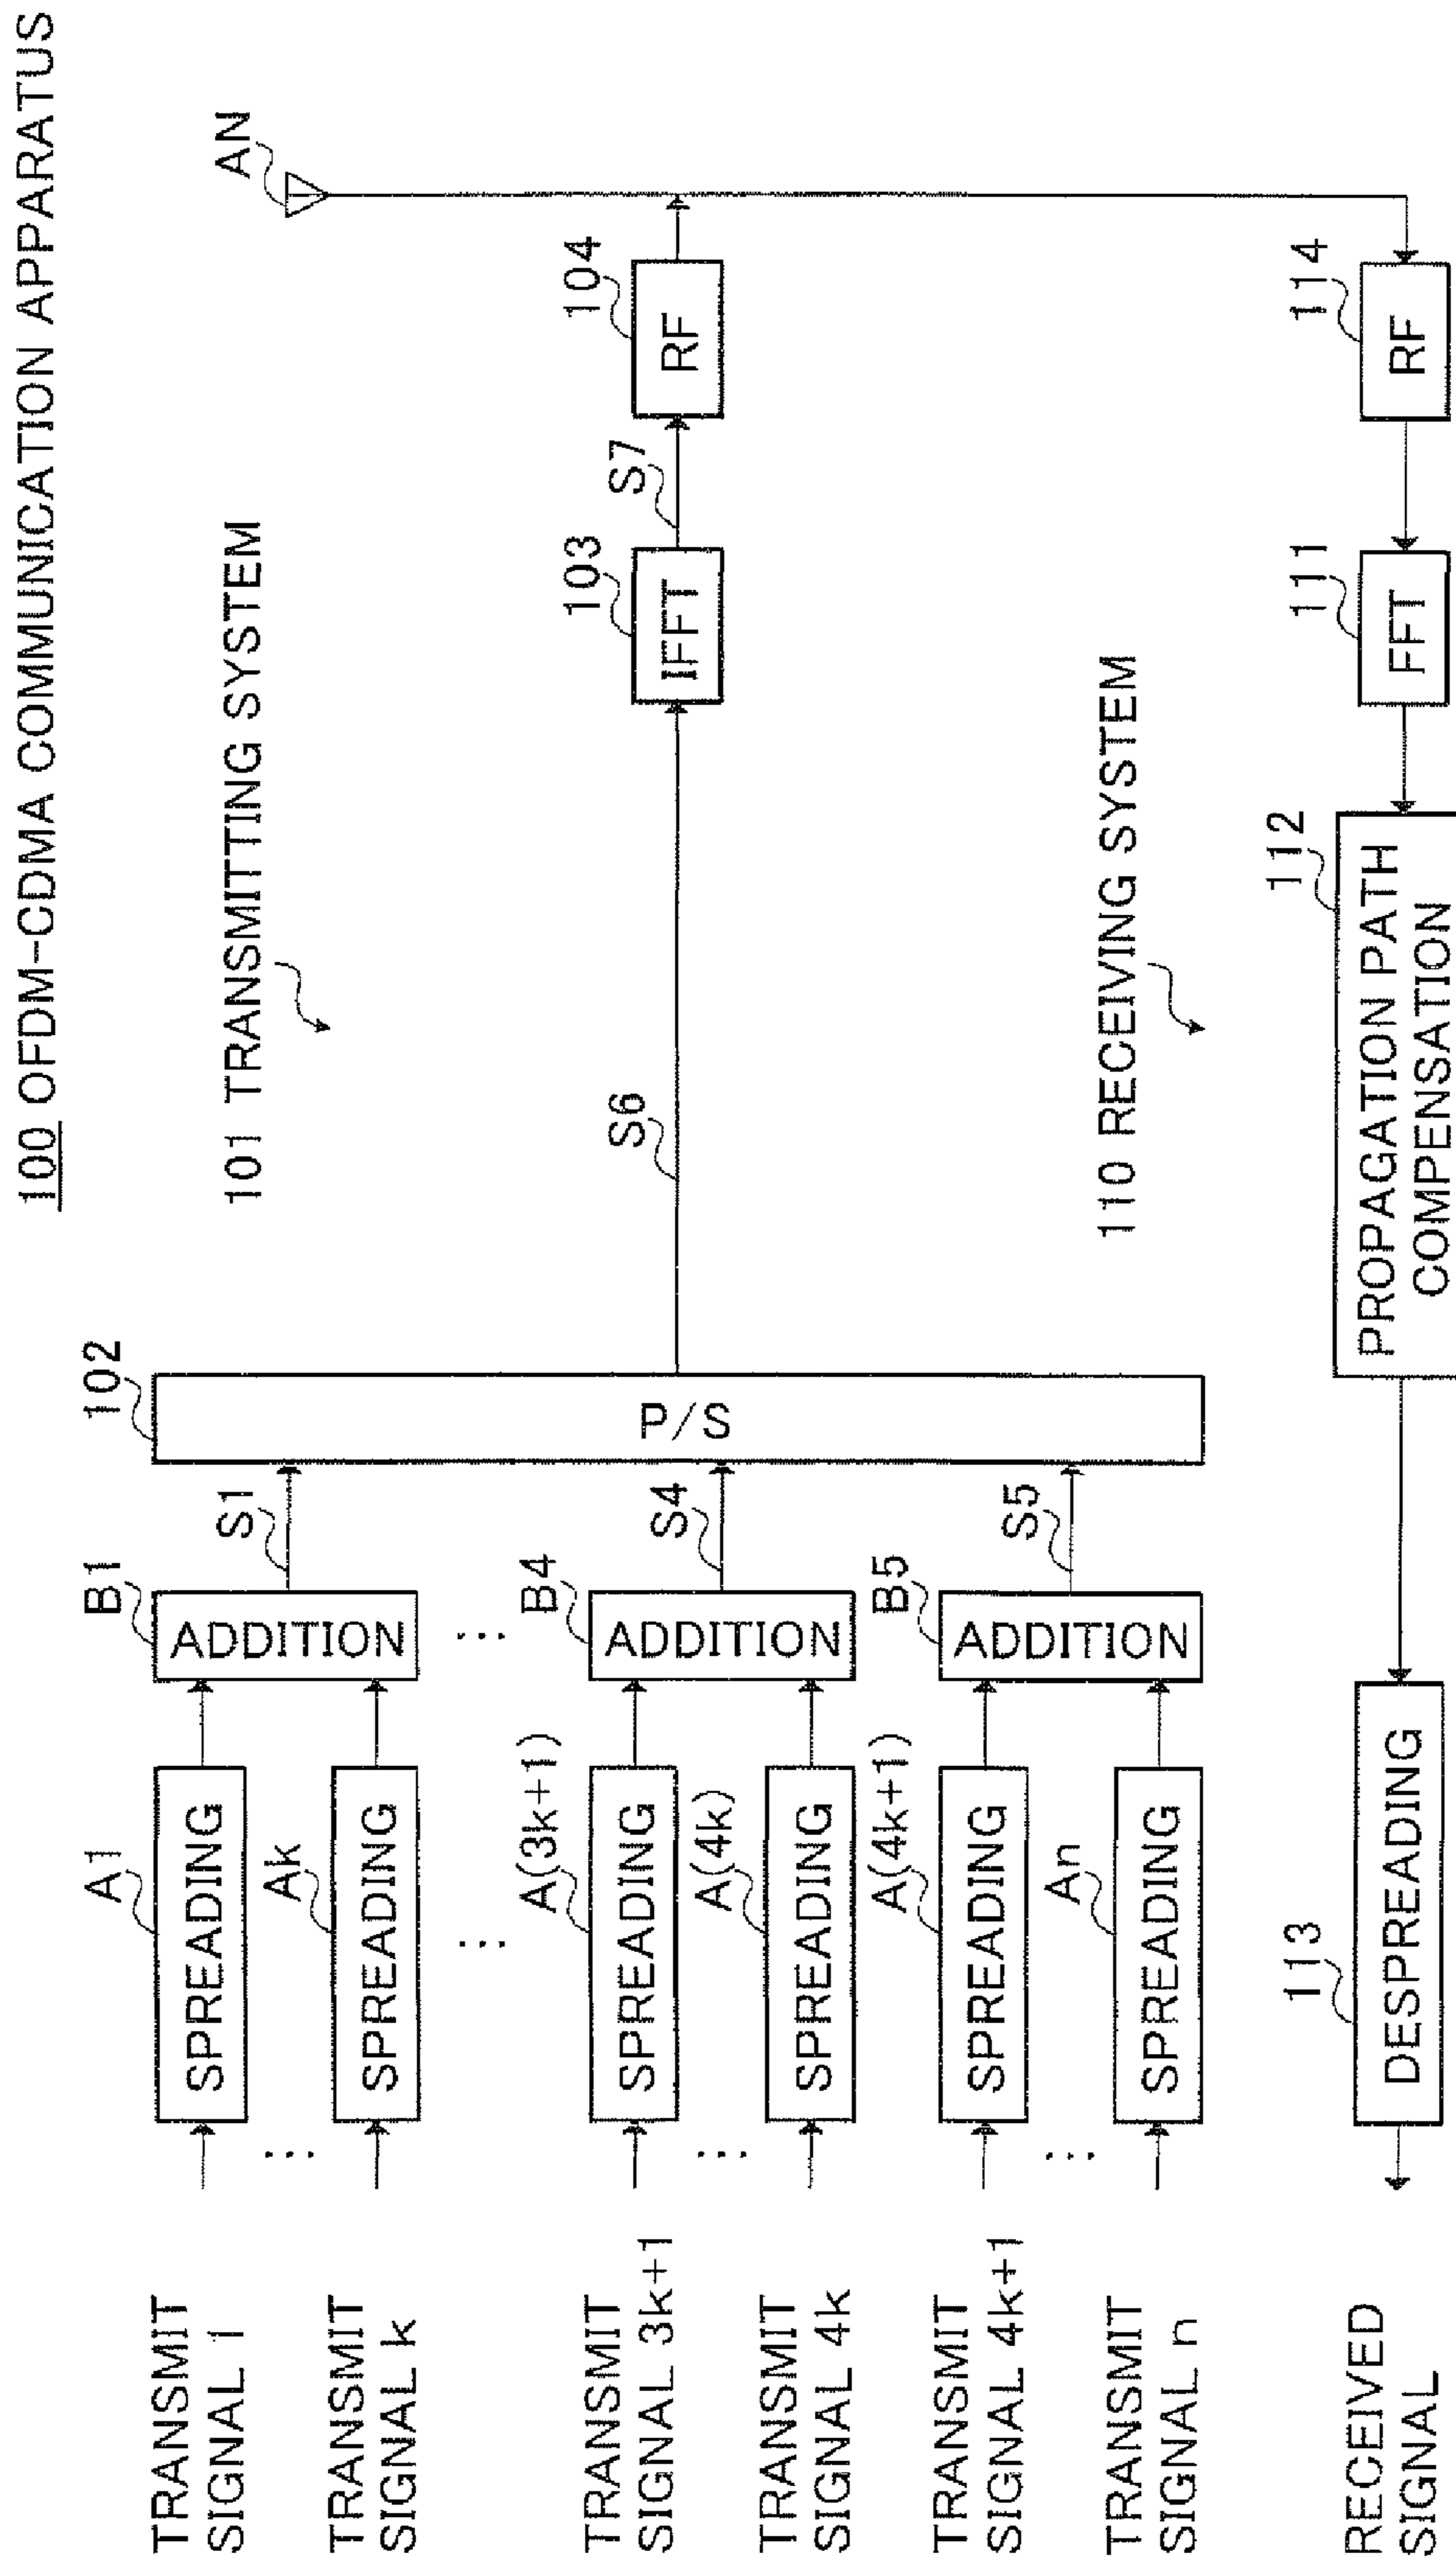 100 OFDM-CDMA COMMUNICATION APPARATUS
101 TRANSMITTING SYSTEM
AN
TRANSMIT
SIGNAL 1
A1
SPREADING
B1
ADDITION
S1
102
P/S
TRANSMIT
SIGNAL k
Ak
SPREADING
...
...
...
TRANSMIT
SIGNAL 3k+1
A(3k+1)
SPREADING
B4
ADDITION
S4
S6
103
IFFT
S7
104
RF
...
TRANSMIT
SIGNAL 4k
A(4k)
SPREADING
TRANSMIT
SIGNAL 4k+1
A(4k+1)
SPREADING
B5
ADDITION
S5
...
TRANSMIT
SIGNAL n
An
SPREADING
110 RECEIVING SYSTEM
RECEIVED
SIGNAL
113
DESPREADING
112
PROPAGATION PATH
COMPENSATION
111
FFT
114
RF